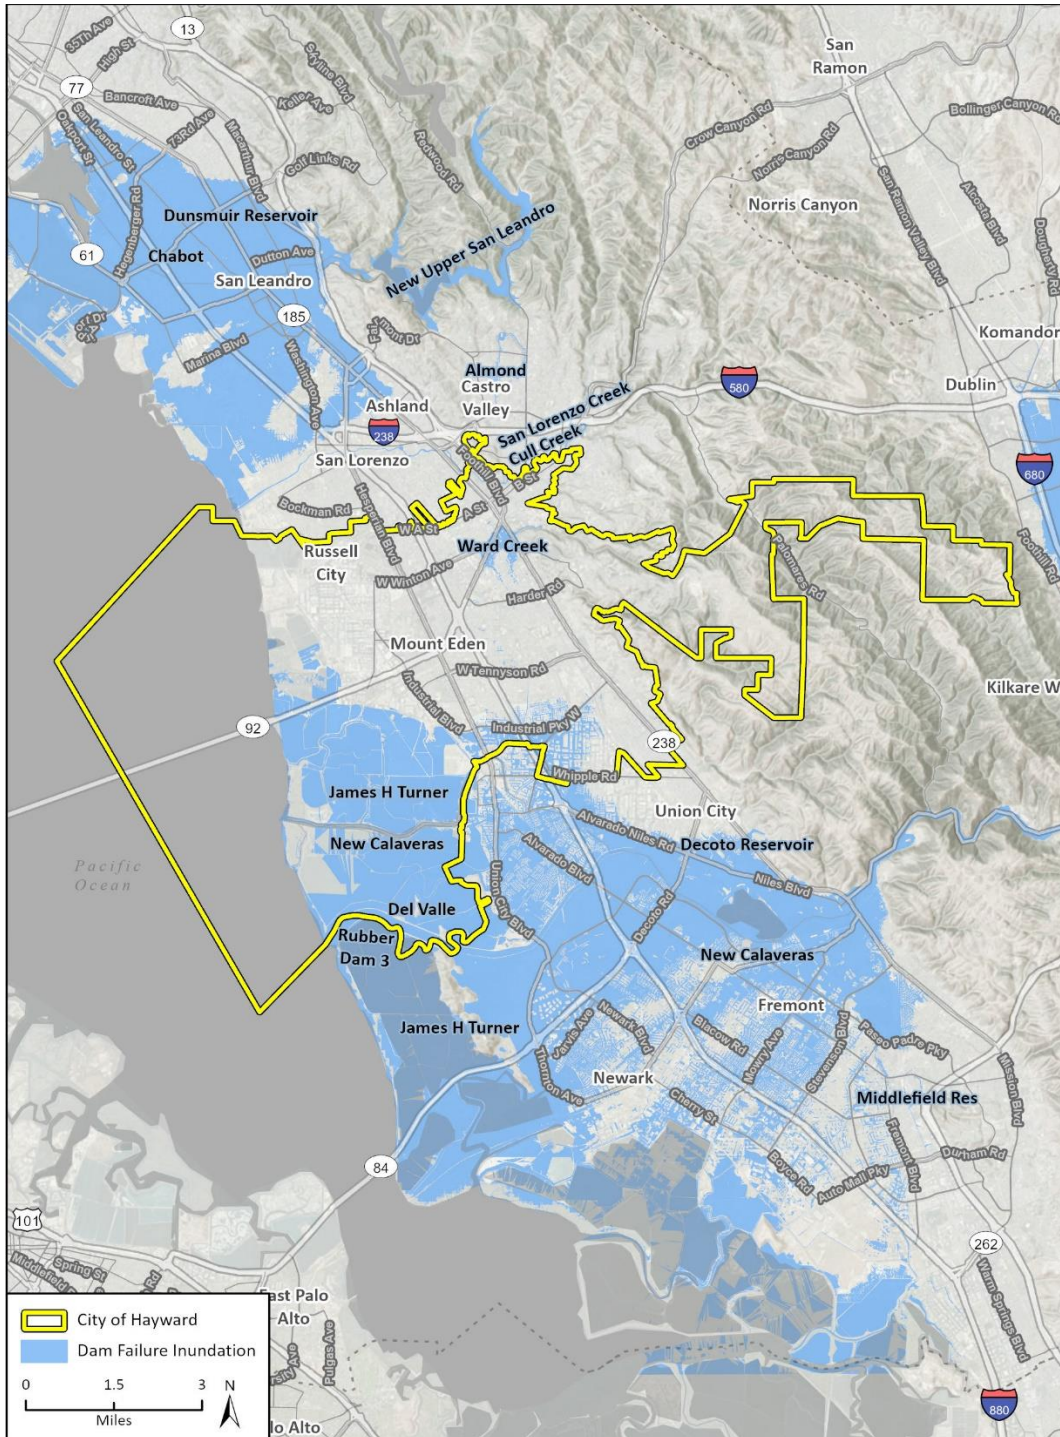 35Th Ave
High St
13
Skyline Blvd
San
Ramon
77
Bancroft Ave
Keller Ave
Bollinger Canyon Rd
Crow Canyon Rd
Oakport St
San Leandro St
73Rd Ave
Macarthur Blvd
Redwood Rd
Norris Canyon Rd
Golf Links Rd
San Ramon Valley Blvd
Alcosta Blvd
Dougherty Rd
Norris Canyon
Hegenberger Rd
Dunsmuir Reservoir
New Upper San Leandro
61
Chabot
Dutton Ave
San Leandro
185
Marina Blvd
Washington Ave
Komandor
Almond
Castro
Valley
580
Dublin
Ashland
238
San Lorenzo Creek
Cull Creek
San Lorenzo
Foothill Blvd
B St
680
Hesperian Blvd
Bockman Rd
A St
W A St
Russell
City
Ward Creek
Foothill Rd
Palomares Rd
W Winton Ave
Harder Rd
Mount Eden
W Tennyson Rd
Kilkare W
Industrial Blvd
92
Industrial Pky W
238
Whipple Rd
James H Turner
Union City
New Calaveras
Alvarado Niles Rd
Decoto Reservoir
Alvarado Blvd
Pacific
Ocean
Niles Blvd
Union City Blvd
Del Valle
Decoto Rd
Rubber
Dam 3
New Calaveras
Fremont
James H Turner
Newark Blvd
Jarvis Ave
Blacow Rd
Mowry Ave
Stevenson Blvd
Paseo Padre Pky
Mission Blvd
Newark
Thornton Ave
Cherry St
Middlefield Res
Fremont Blvd
Durham Rd
Boyce Rd
Auto Mall Pky
84
101
262
Spring St
Warm Springs Blvd
East Palo
Alto
Pulgas Ave
City of Hayward
Dam Failure Inundation
0 1.5 3
Miles
N
lo Alto
880